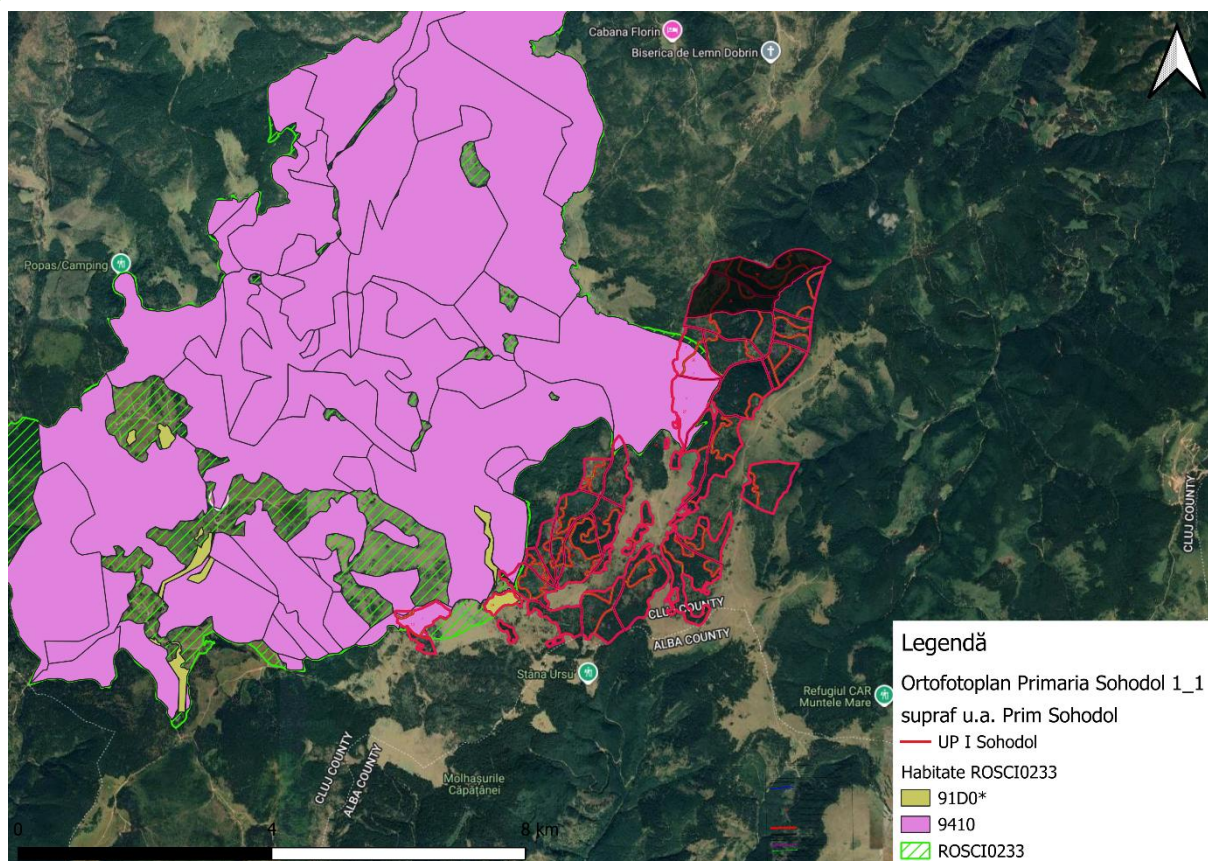 Cabana Florin
Biserica de Lemn Dobrin
Popas/Camping
CLUJ COUNTY
CLUJ COUNTY
ALBA COUNTY
Stâna Ursu
Refugiul CAR
Muntele Mare
CLUJ COUNTY
ALBA COUNTY
Molhașurile
Căpățânei
0
4
8 km
Legendă
Ortofotoplan Primaria Sohodol 1_1
supraf u.a. Prim Sohodol
UP I Sohodol
Habitate ROSCI0233
91D0*
9410
ROSCI0233